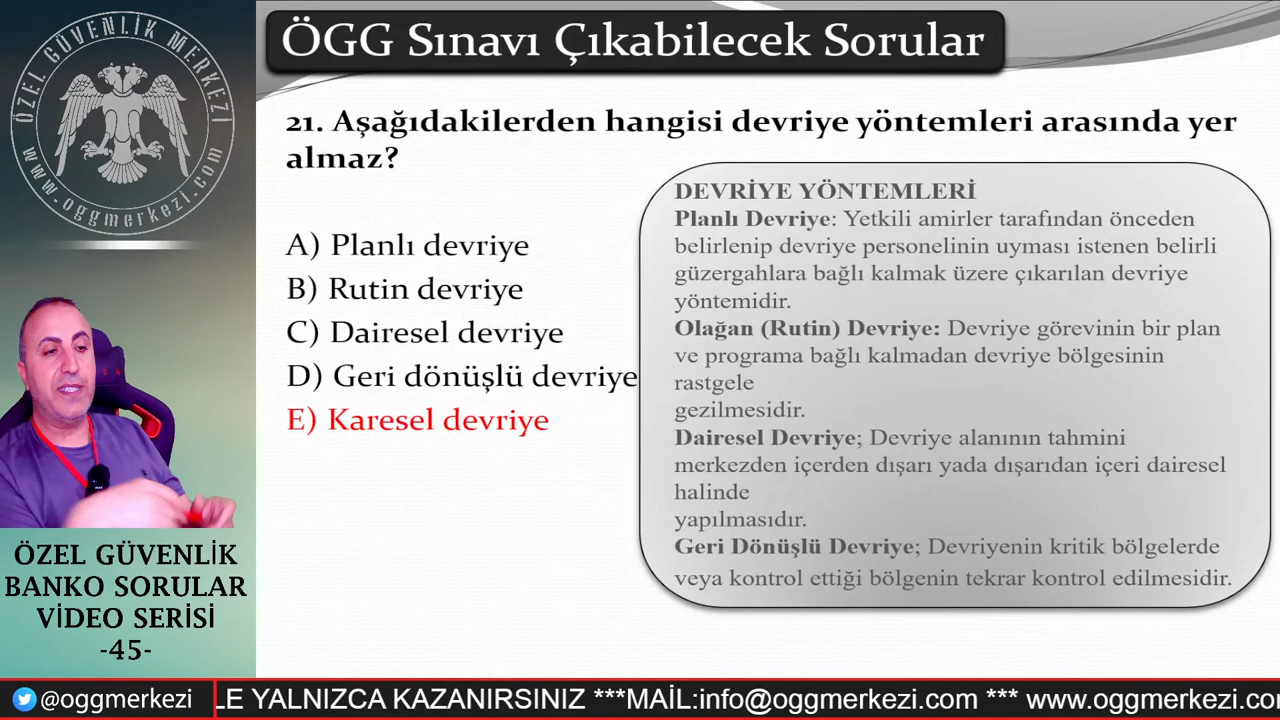 ÖZEL GÜVENLİK MERKEZİ
www.oggmerkezi.com
ÖGG Sınavı Çıkabilecek Sorular
21. Aşağıdakilerden hangisi devriye yöntemleri arasında yer
almaz?
A) Planlı devriye
B) Rutin devriye
C) Dairesel devriye
D) Geri dönüşlü devriye
E) Karesel devriye
DEVRİYE YÖNTEMLERİ
Planlı Devriye: Yetkili amirler tarafından önceden
belirlenip devriye personelinin uyması istenen belirli
güzergahlara bağlı kalmak üzere çıkarılan devriye
yöntemidir.
Olağan (Rutin) Devriye: Devriye görevinin bir plan
ve programa bağlı kalmadan devriye bölgesinin
rastgele
gezilmesidir.
Dairesel Devriye; Devriye alanının tahmini
merkezden içerden dışarı yada dışarıdan içeri dairesel
halinde
yapılmasıdır.
Geri Dönüşlü Devriye; Devriyenin kritik bölgelerde
veya kontrol ettiği bölgenin tekrar kontrol edilmesidir.
ÖZEL GÜVENLİK
BANKO SORULAR
VİDEO SERİSİ
-45-
@oggmerkezi
LE YALNIZCA KAZANIRSINIZ ***MAİL:info@oggmerkezi.com *** www.oggmerkezi.co